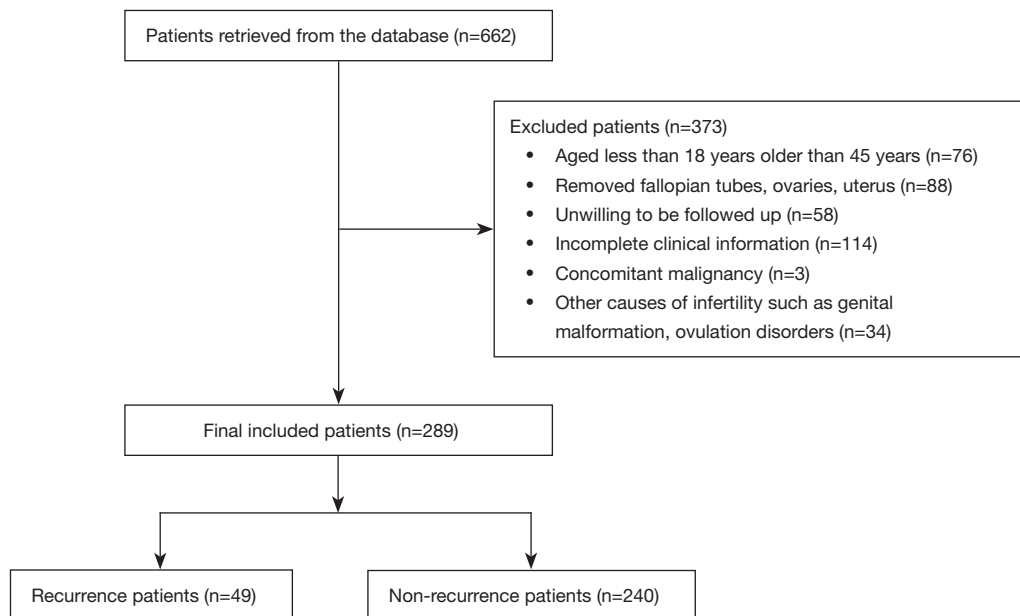 Patients retrieved from the database (n=662)
Excluded patients (n=373)
• Aged less than 18 years older than 45 years (n=76)
• Removed fallopian tubes, ovaries, uterus (n=88)
• Unwilling to be followed up (n=58)
• Incomplete clinical information (n=114)
• Concomitant malignancy (n=3)
• Other causes of infertility such as genital
malformation, ovulation disorders (n=34)
Final included patients (n=289)
Recurrence patients (n=49)
Non-recurrence patients (n=240)